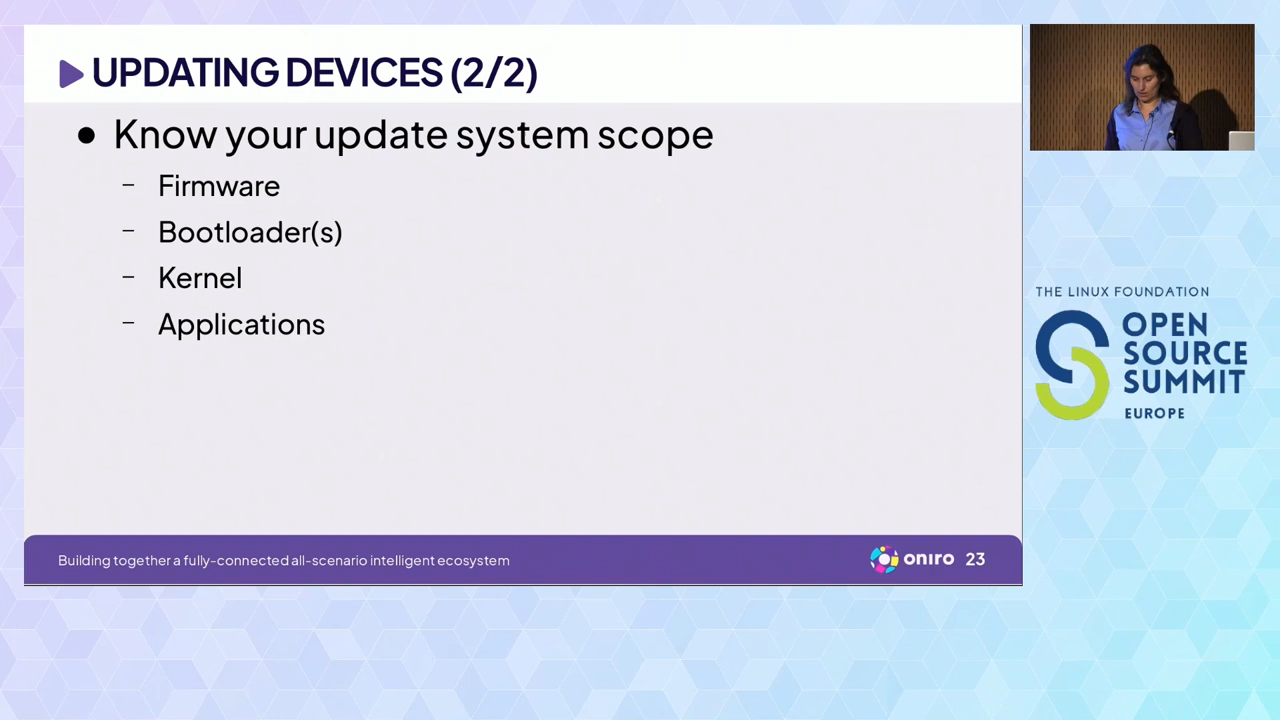 UPDATING DEVICES (2/2)
● Know your update system scope
– Firmware
– Bootloader(s)
– Kernel
– Applications
Building together a fully-connected all-scenario intelligent ecosystem
oniro 23
THE LINUX FOUNDATION
OPEN
SOURCE
SUMMIT
EUROPE